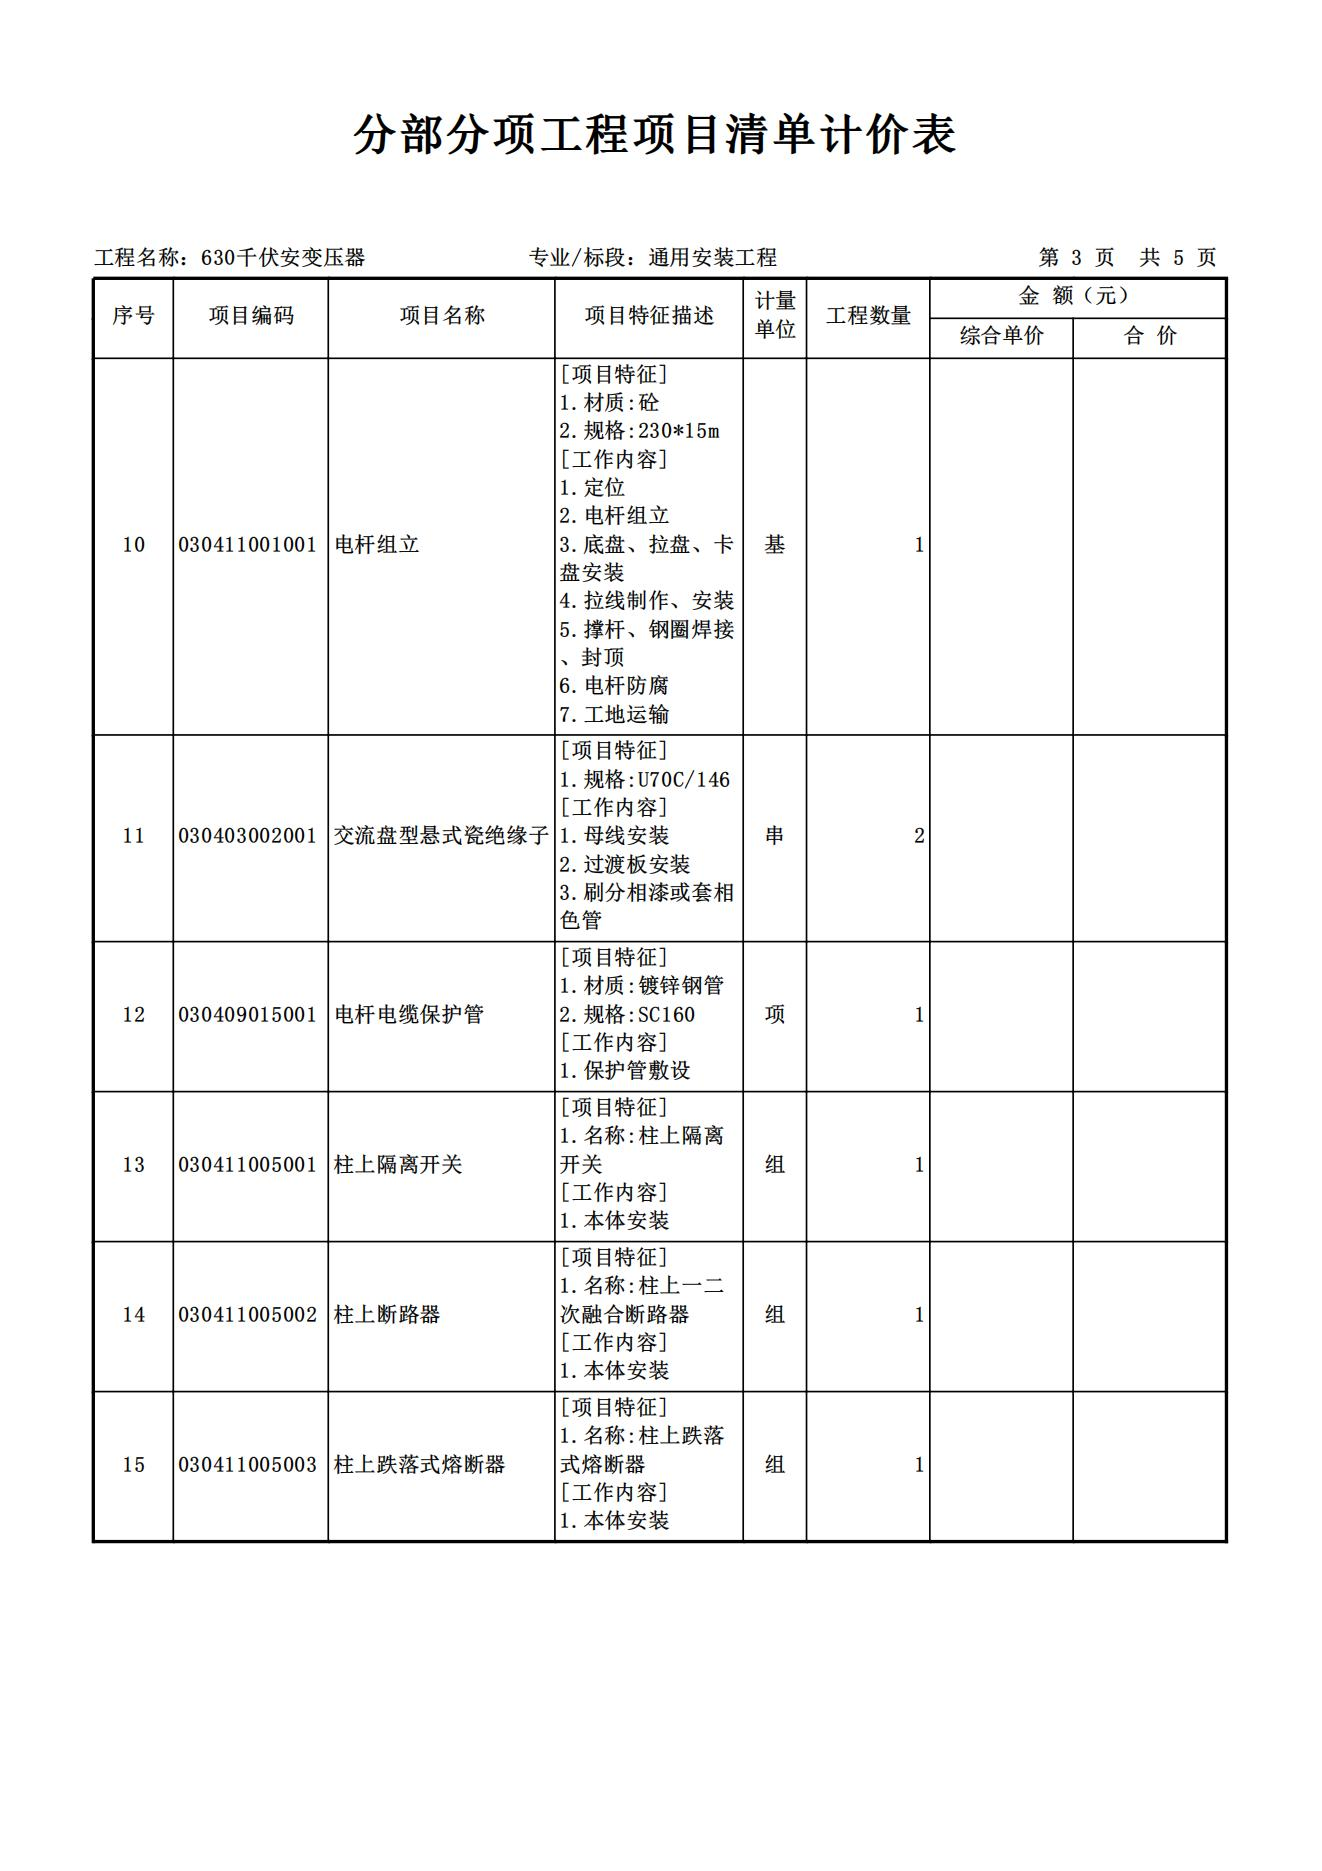 分部分项工程项目清单计价表
工程名称：630千伏安变压器 专业/标段：通用安装工程 第 3 页 共 5 页
序号 项目编码 项目名称 项目特征描述 计量单位 工程数量 金 额（元）
综合单价 合 价
10 030411001001 电杆组立
[项目特征]
1.材质:砼
2.规格:230*15m
[工作内容]
1.定位
2.电杆组立
3.底盘、拉盘、卡
盘安装
4.拉线制作、安装
5.撑杆、钢圈焊接
、封顶
6.电杆防腐
7.工地运输
基 1
11 030403002001 交流盘型悬式瓷绝缘子
[项目特征]
1.规格:U70C/146
[工作内容]
1.母线安装
2.过渡板安装
3.刷分相漆或套相
色管
串 2
12 030409015001 电杆电缆保护管
[项目特征]
1.材质:镀锌钢管
2.规格:SC160
[工作内容]
1.保护管敷设
项 1
13 030411005001 柱上隔离开关
[项目特征]
1.名称:柱上隔离
开关
[工作内容]
1.本体安装
组 1
14 030411005002 柱上断路器
[项目特征]
1.名称:柱上一二
次融合断路器
[工作内容]
1.本体安装
组 1
15 030411005003 柱上跌落式熔断器
[项目特征]
1.名称:柱上跌落
式熔断器
[工作内容]
1.本体安装
组 1